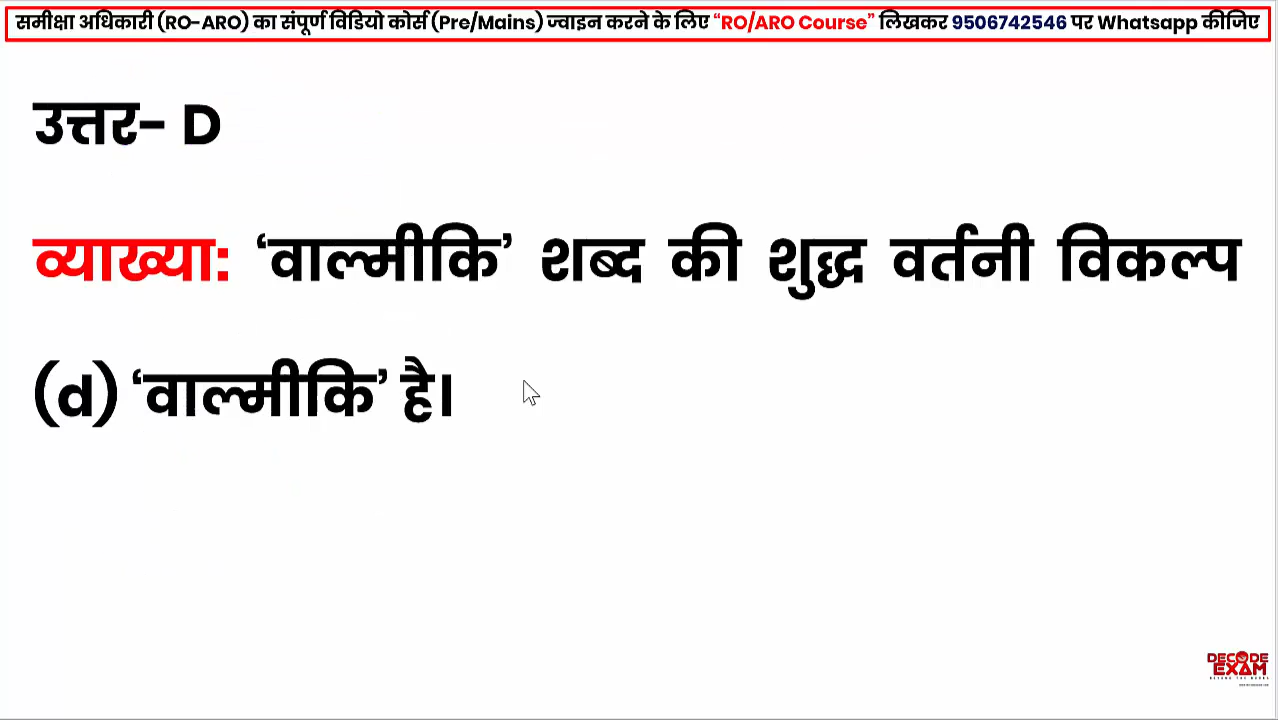 समीक्षा अधिकारी (RO-ARO) का संपूर्ण विडियो कोर्स (Pre/Mains) ज्वाइन करने के लिए “RO/ARO Course” लिखकर 9506742546 पर Whatsapp कीजिए
उत्तर- D
व्याख्या: ‘वाल्मीकि’ शब्द की शुद्ध वर्तनी विकल्प
(d) ‘वाल्मीकि’ है।
DECODE
EXAM